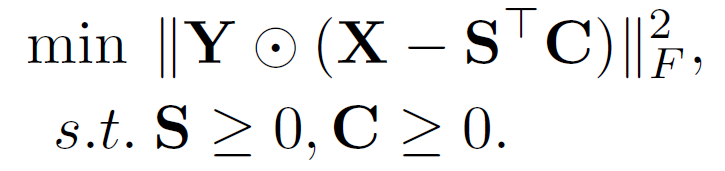 min ‖Y ⊙ (X − S⊤C)‖²_F,
s.t. S ≥ 0, C ≥ 0.